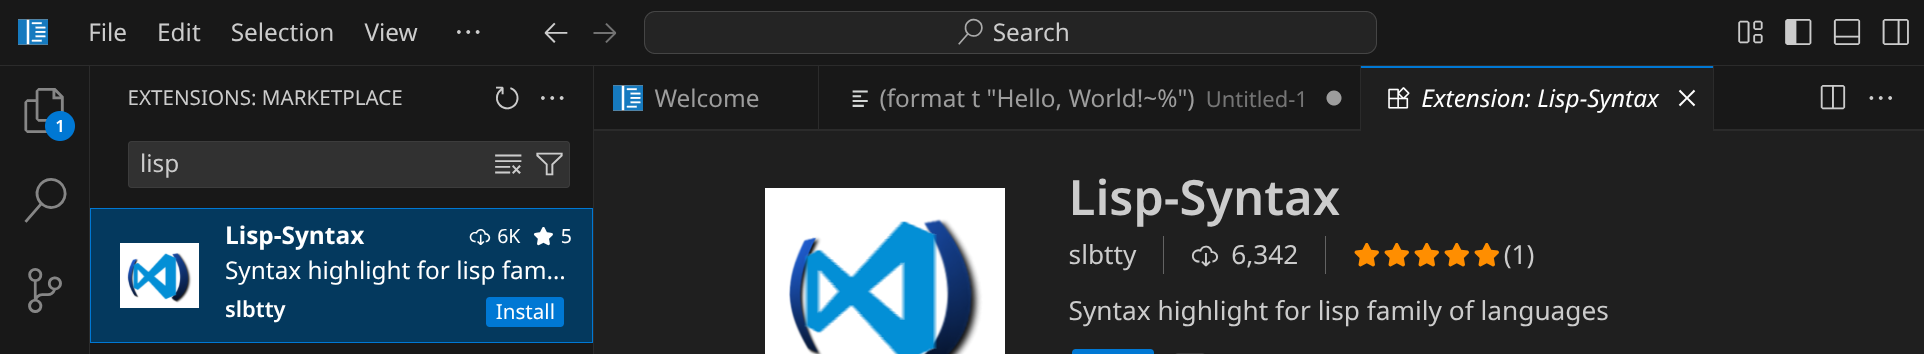 File Edit Selection View ··· Search
EXTENSIONS: MARKETPLACE
1
lisp
Lisp-Syntax 6K 5
Syntax highlight for lisp fam...
slbtty Install
Welcome (format t "Hello, World!~%") Untitled-1 Extension: Lisp-Syntax
Lisp-Syntax
slbtty 6,342 (1)
Syntax highlight for lisp family of languages